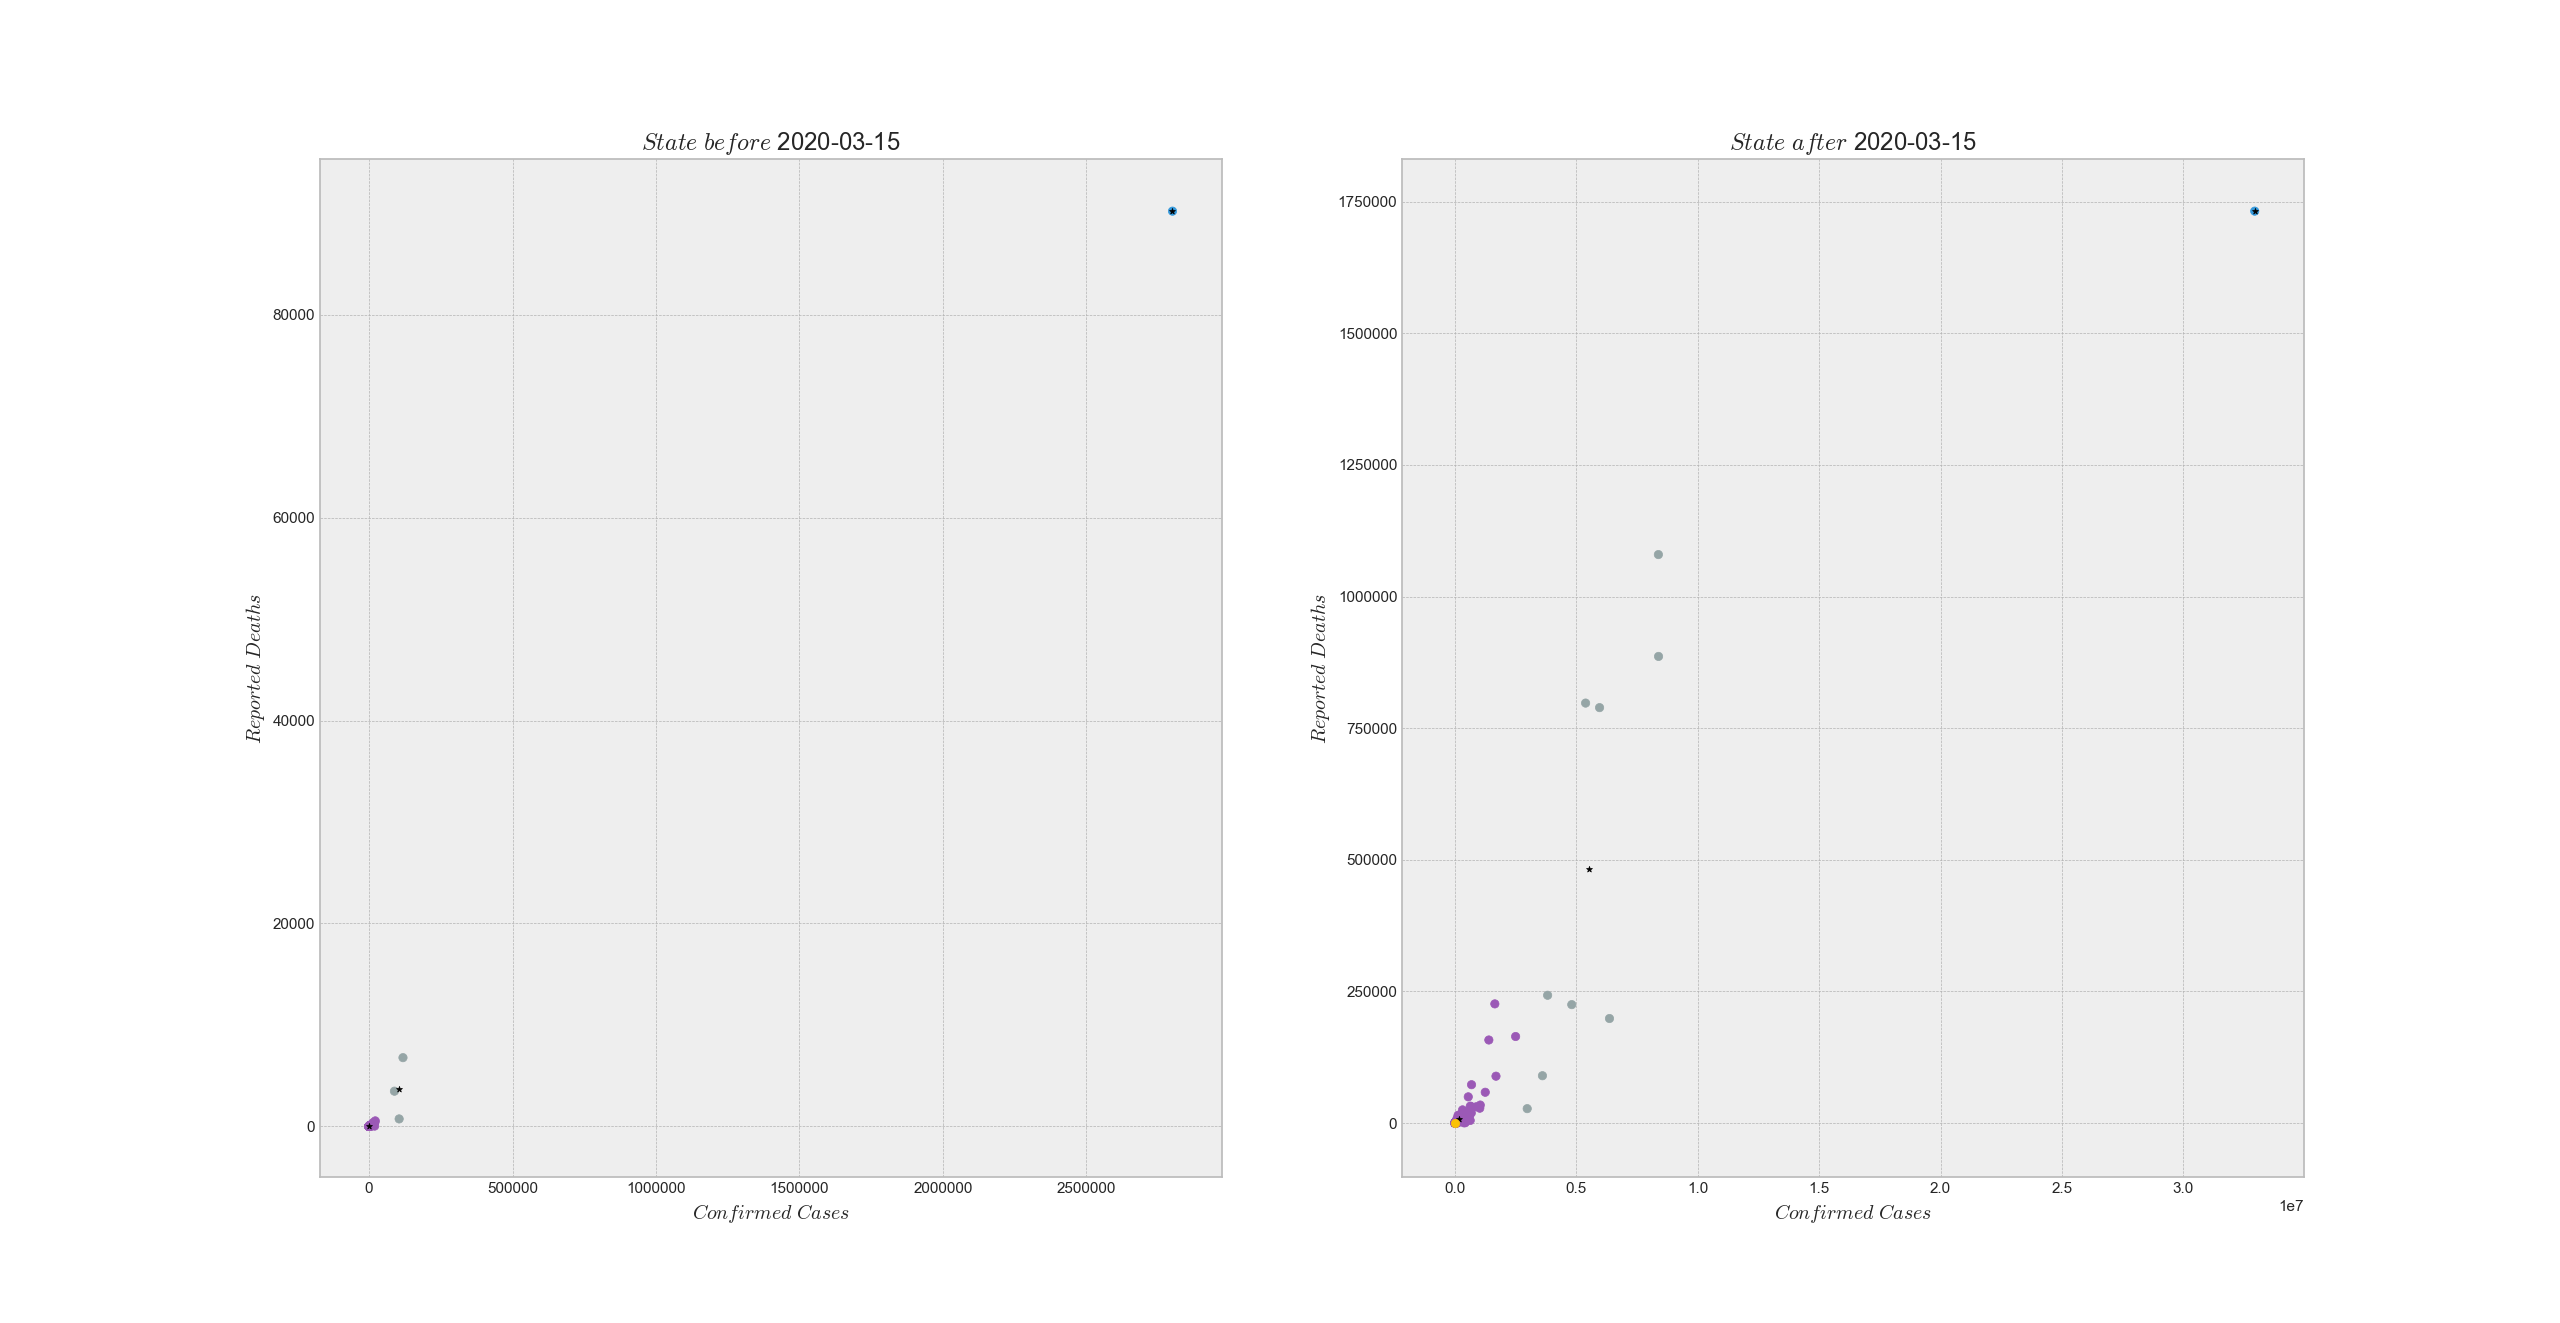 State before 2020-03-15
80000
60000
40000
20000
0
Reported Deaths
0 500000 1000000 1500000 2000000 2500000
Confirmed Cases
State after 2020-03-15
1750000
1500000
1250000
1000000
750000
500000
250000
0
Reported Deaths
0.0 0.5 1.0 1.5 2.0 2.5 3.0
1e7
Confirmed Cases